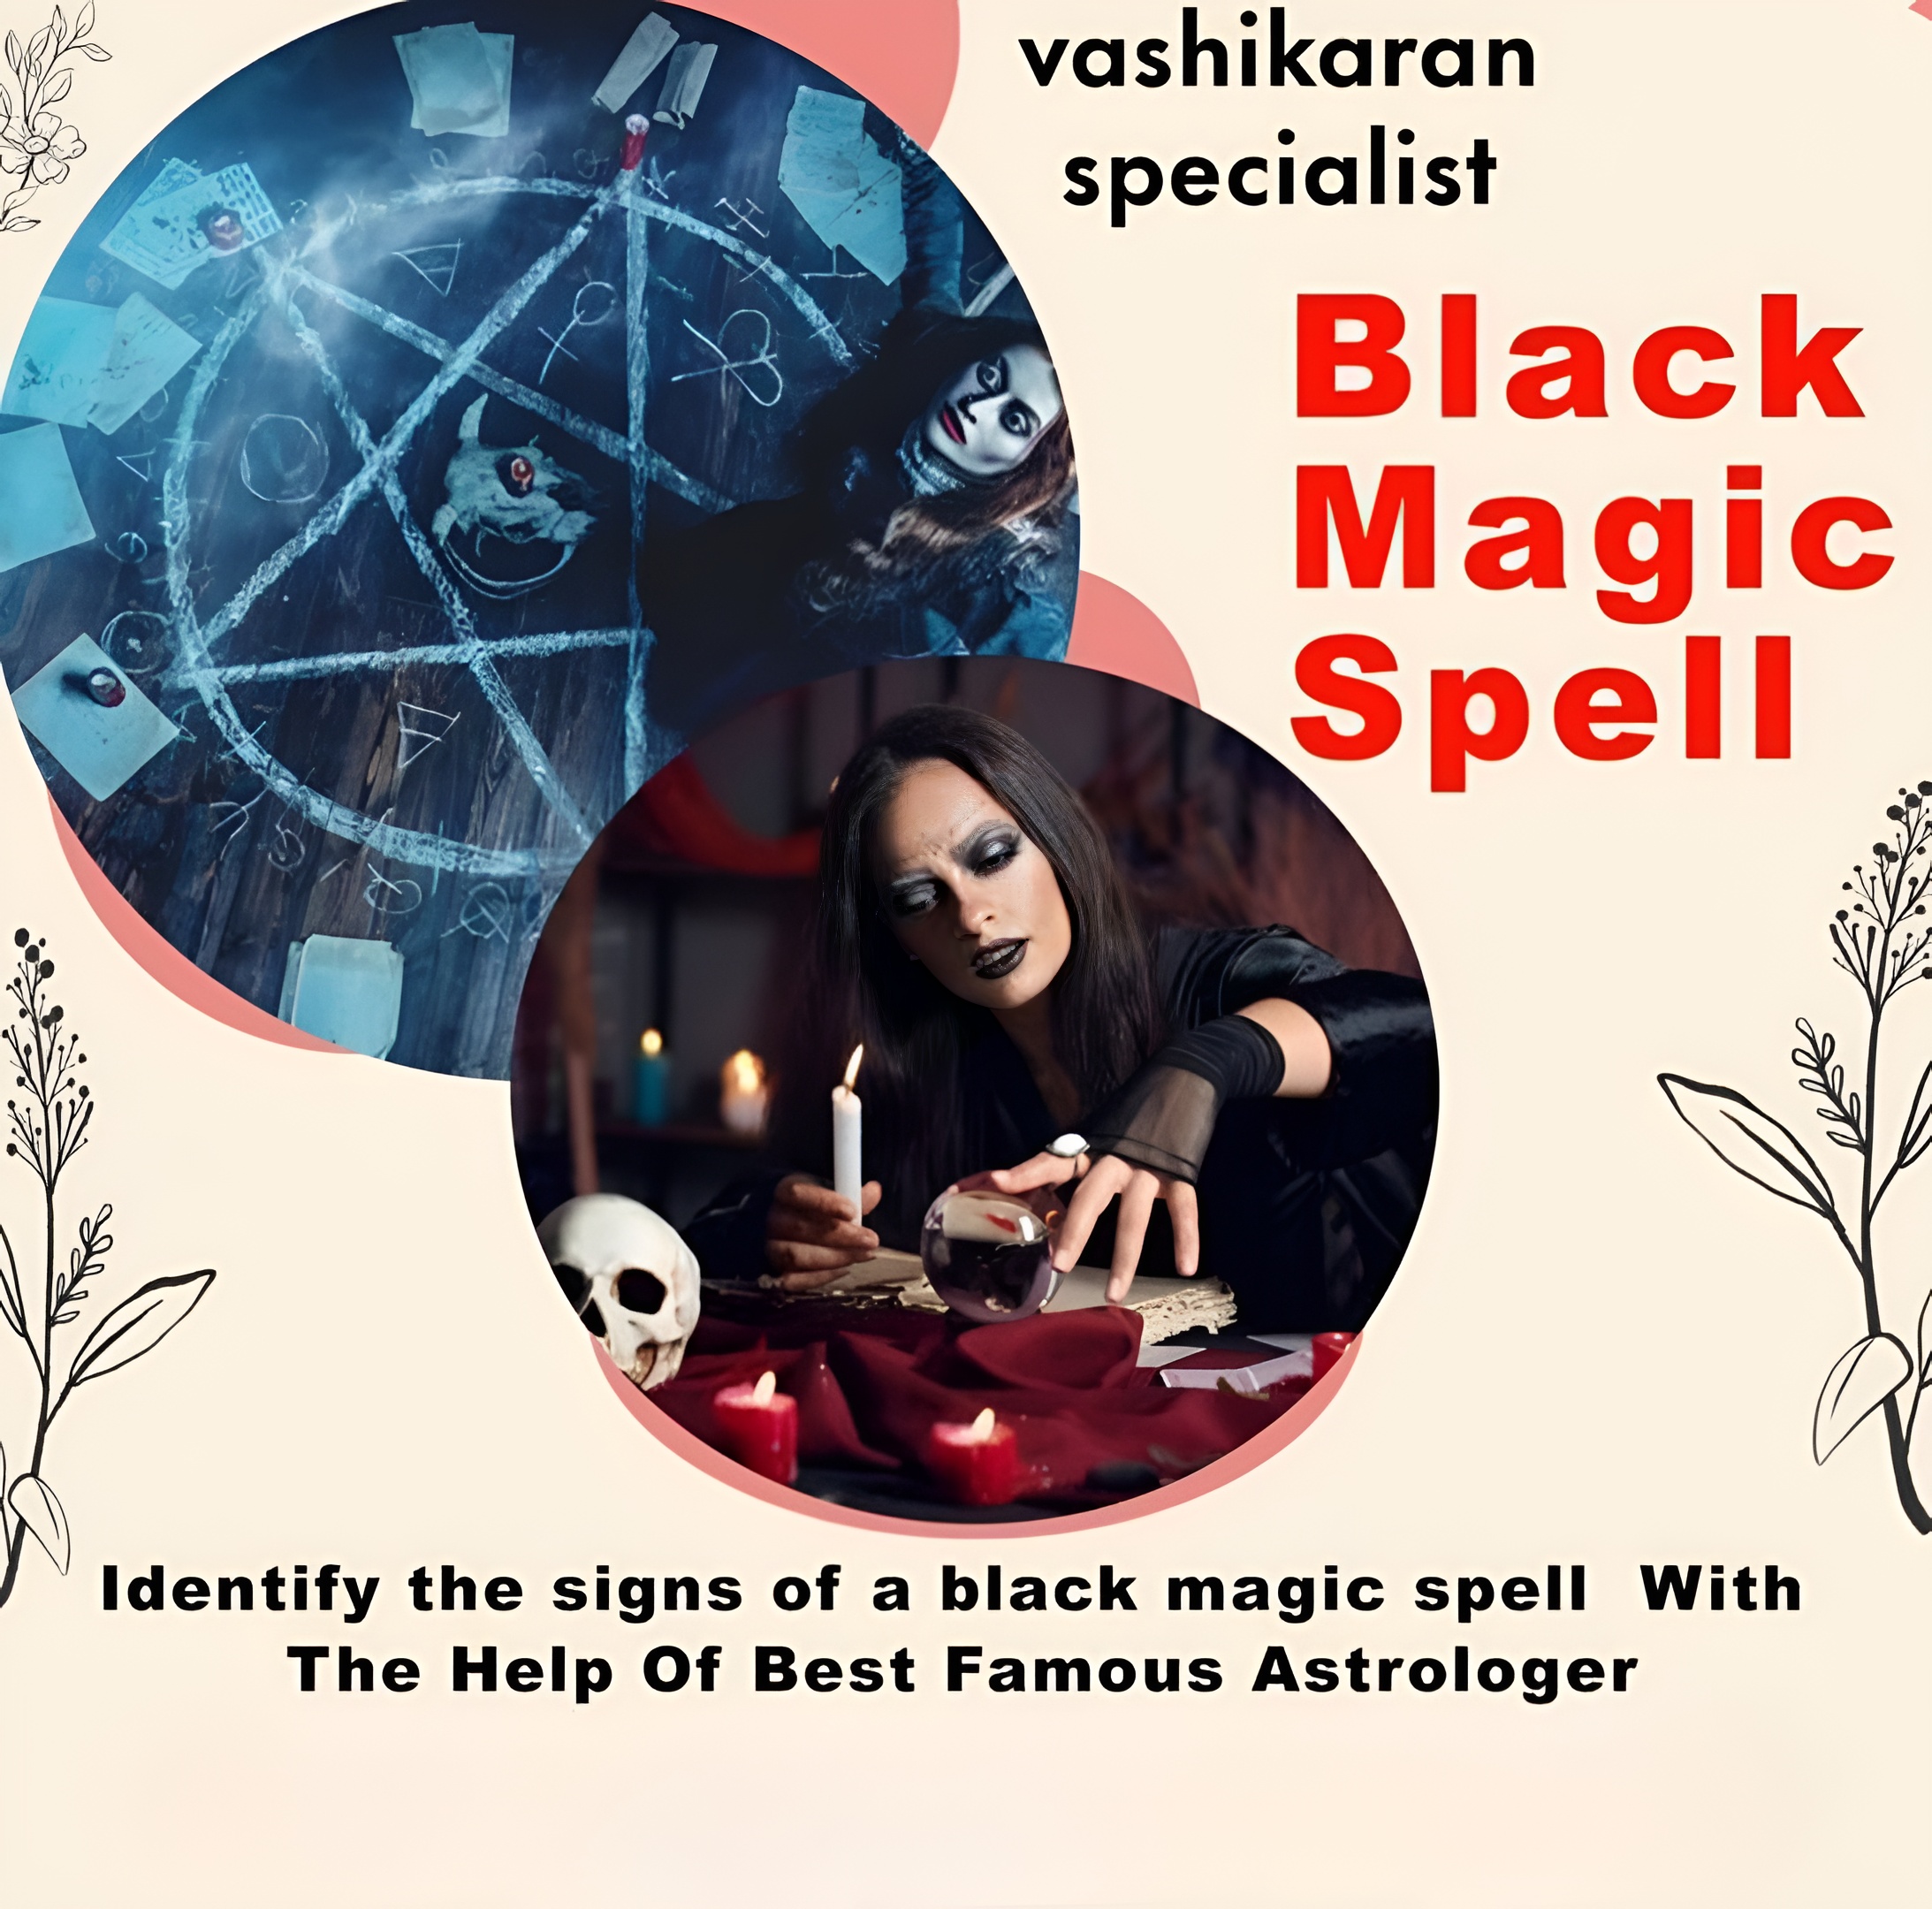 vashikaran
specialist
Black
Magic
Spell
Identify the signs of a black magic spell  With
The Help Of Best Famous Astrologer